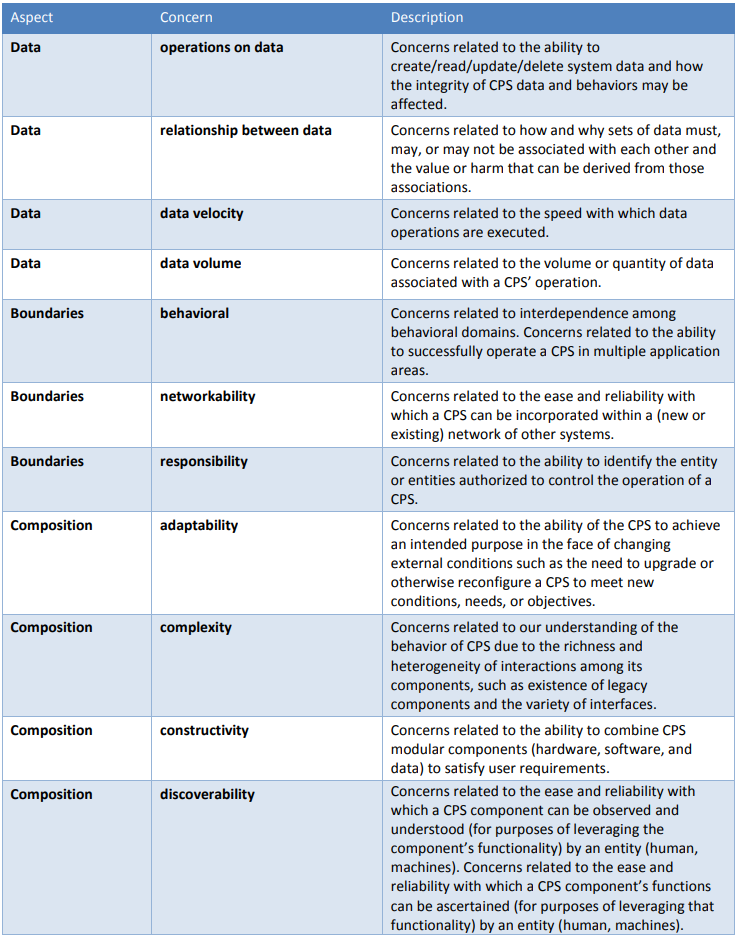 Aspect Concern Description
Data operations on data Concerns related to the ability to
create/read/update/delete system data and how
the integrity of CPS data and behaviors may be
affected.
Data relationship between data Concerns related to how and why sets of data must,
may, or may not be associated with each other and
the value or harm that can be derived from those
associations.
Data data velocity Concerns related to the speed with which data
operations are executed.
Data data volume Concerns related to the volume or quantity of data
associated with a CPS’ operation.
Boundaries behavioral Concerns related to interdependence among
behavioral domains. Concerns related to the ability
to successfully operate a CPS in multiple application
areas.
Boundaries networkability Concerns related to the ease and reliability with
which a CPS can be incorporated within a (new or
existing) network of other systems.
Boundaries responsibility Concerns related to the ability to identify the entity
or entities authorized to control the operation of a
CPS.
Composition adaptability Concerns related to the ability of the CPS to achieve
an intended purpose in the face of changing
external conditions such as the need to upgrade or
otherwise reconfigure a CPS to meet new
conditions, needs, or objectives.
Composition complexity Concerns related to our understanding of the
behavior of CPS due to the richness and
heterogeneity of interactions among its
components, such as existence of legacy
components and the variety of interfaces.
Composition constructivity Concerns related to the ability to combine CPS
modular components (hardware, software, and
data) to satisfy user requirements.
Composition discoverability Concerns related to the ease and reliability with
which a CPS component can be observed and
understood (for purposes of leveraging the
component’s functionality) by an entity (human,
machines). Concerns related to the ease and
reliability with which a CPS component’s functions
can be ascertained (for purposes of leveraging that
functionality) by an entity (human, machines).